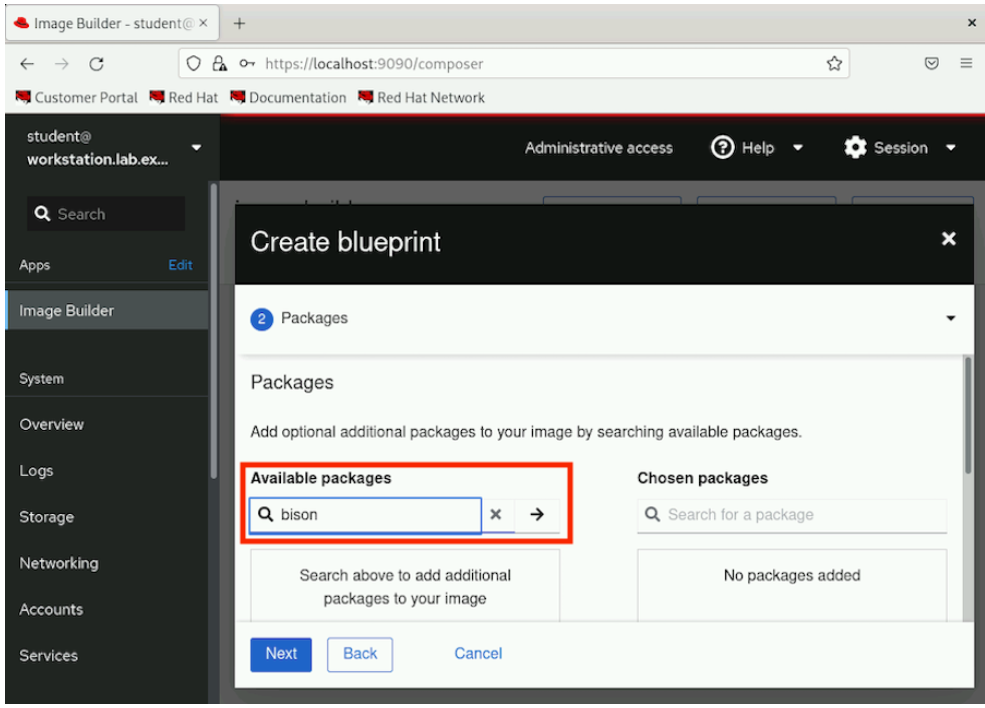 Image Builder - student@
https://localhost:9090/composer
Customer Portal Red Hat Documentation Red Hat Network
student@
workstation.lab.ex...
Administrative access Help Session
Search
Apps Edit
Image Builder
System
Overview
Logs
Storage
Networking
Accounts
Services
Create blueprint
2 Packages
Packages
Add optional additional packages to your image by searching available packages.
Available packages
bison
Search above to add additional
packages to your image
Chosen packages
Search for a package
No packages added
Next Back Cancel